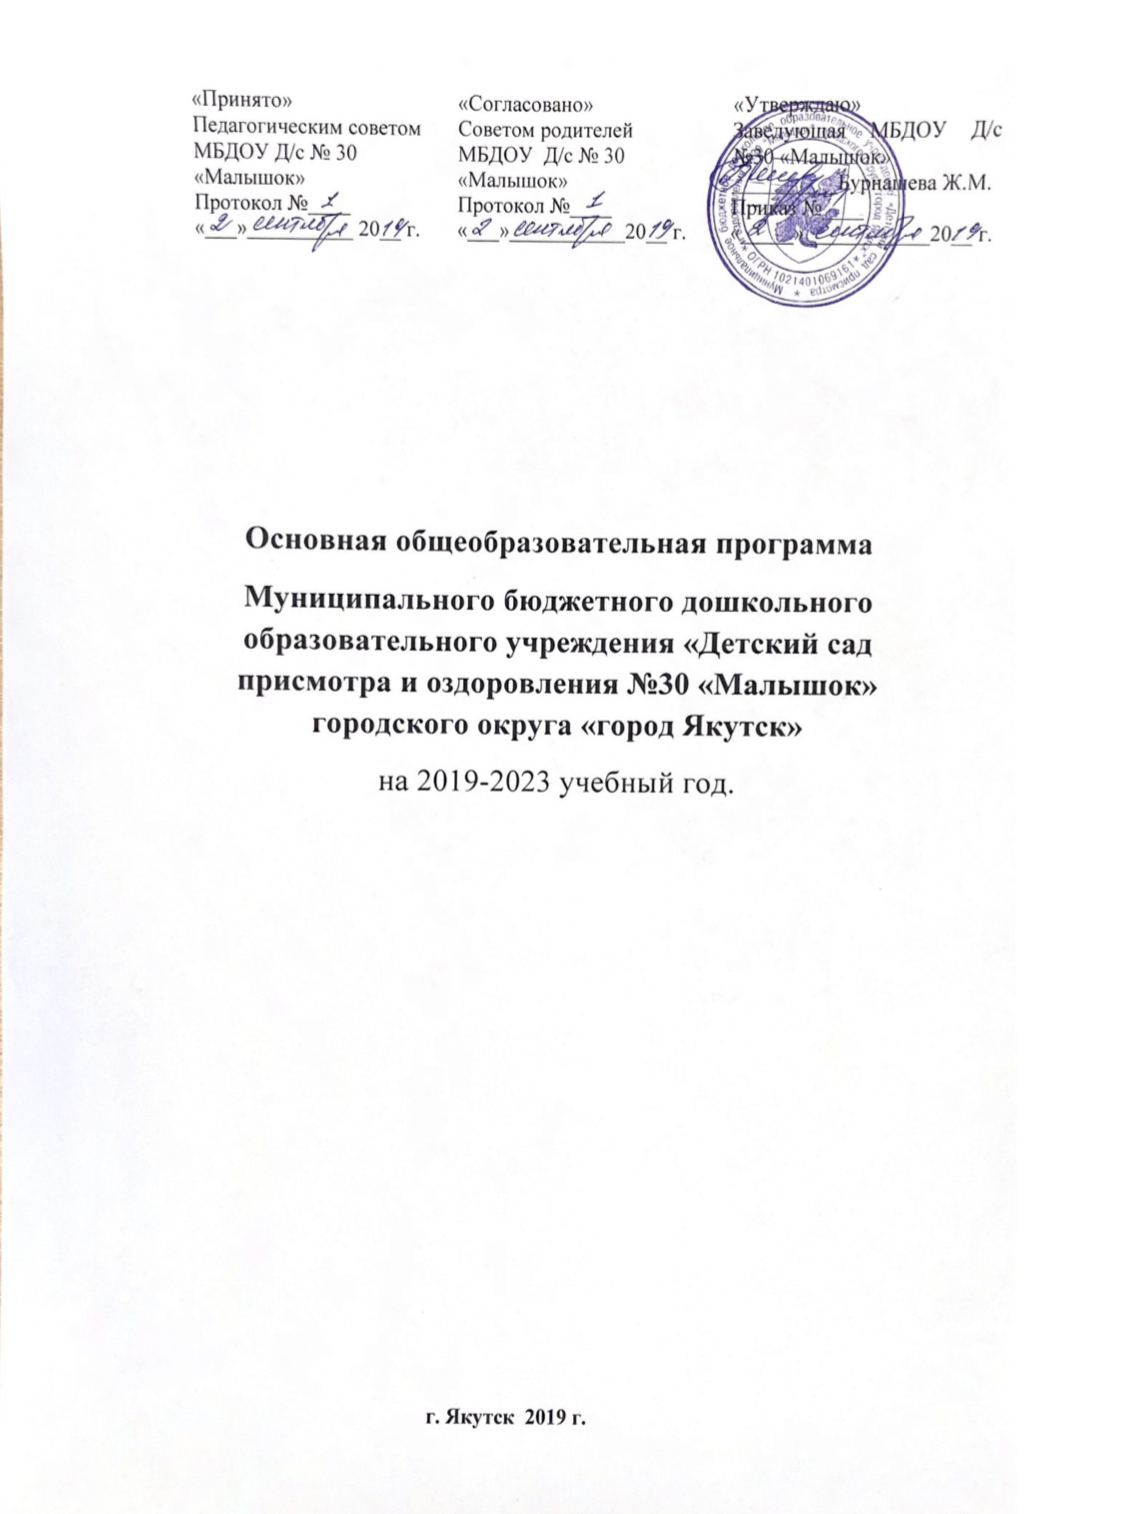 «Принято»
Педагогическим советом
МБДОУ Д/с № 30
«Малышок»
Протокол № 1
«2» сентября 2019 г.
«Согласовано»
Советом родителей
МБДОУ Д/с № 30
«Малышок»
Протокол № 1
«2» сентября 2019 г.
«Утверждаю»
Заведующая МБДОУ Д/с
№30 «Малышок»
Бурнашева Ж.М.
Приказ №
«2» сентября 2019 г.
ОГРН 1021401069161
Основная общеобразовательная программа
Муниципального бюджетного дошкольного
образовательного учреждения «Детский сад
присмотра и оздоровления №30 «Малышок»
городского округа «город Якутск»
на 2019-2023 учебный год.
г. Якутск 2019 г.